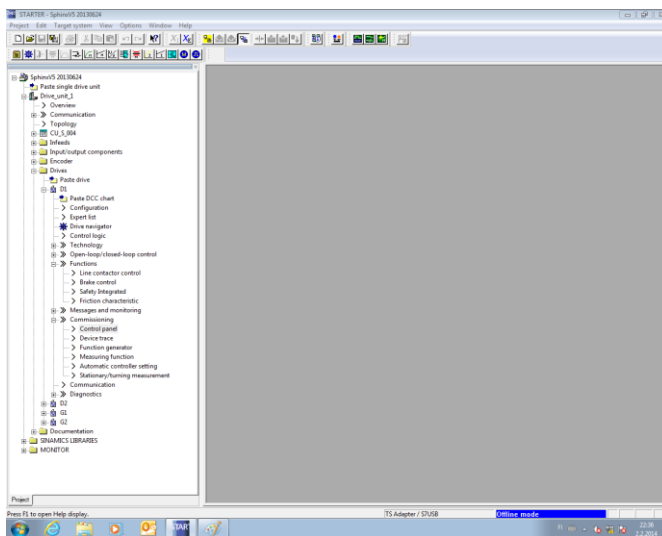 STARTER - SphinxV5 20130624
Project Edit Target system View Options Window Help
SphinxV5 20130624
Paste single drive unit
Drive_unit_1
Overview
Communication
Topology
CU_S_004
Infeeds
Input/output components
Encoder
Drives
Paste drive
D1
Paste DCC chart
Configuration
Expert list
Drive navigator
Control logic
Technology
Open-loop/closed-loop control
Functions
Line contactor control
Brake control
Safety Integrated
Friction characteristic
Messages and monitoring
Commissioning
Control panel
Device trace
Function generator
Measuring function
Automatic controller setting
Stationary/turning measurement
Communication
Diagnostics
D2
G1
G2
Documentation
SINAMICS LIBRARIES
MONITOR
Project
Press F1 to open Help display. TS Adapter / S7USB Offline mode
START
FI 22:36
2.2.2014